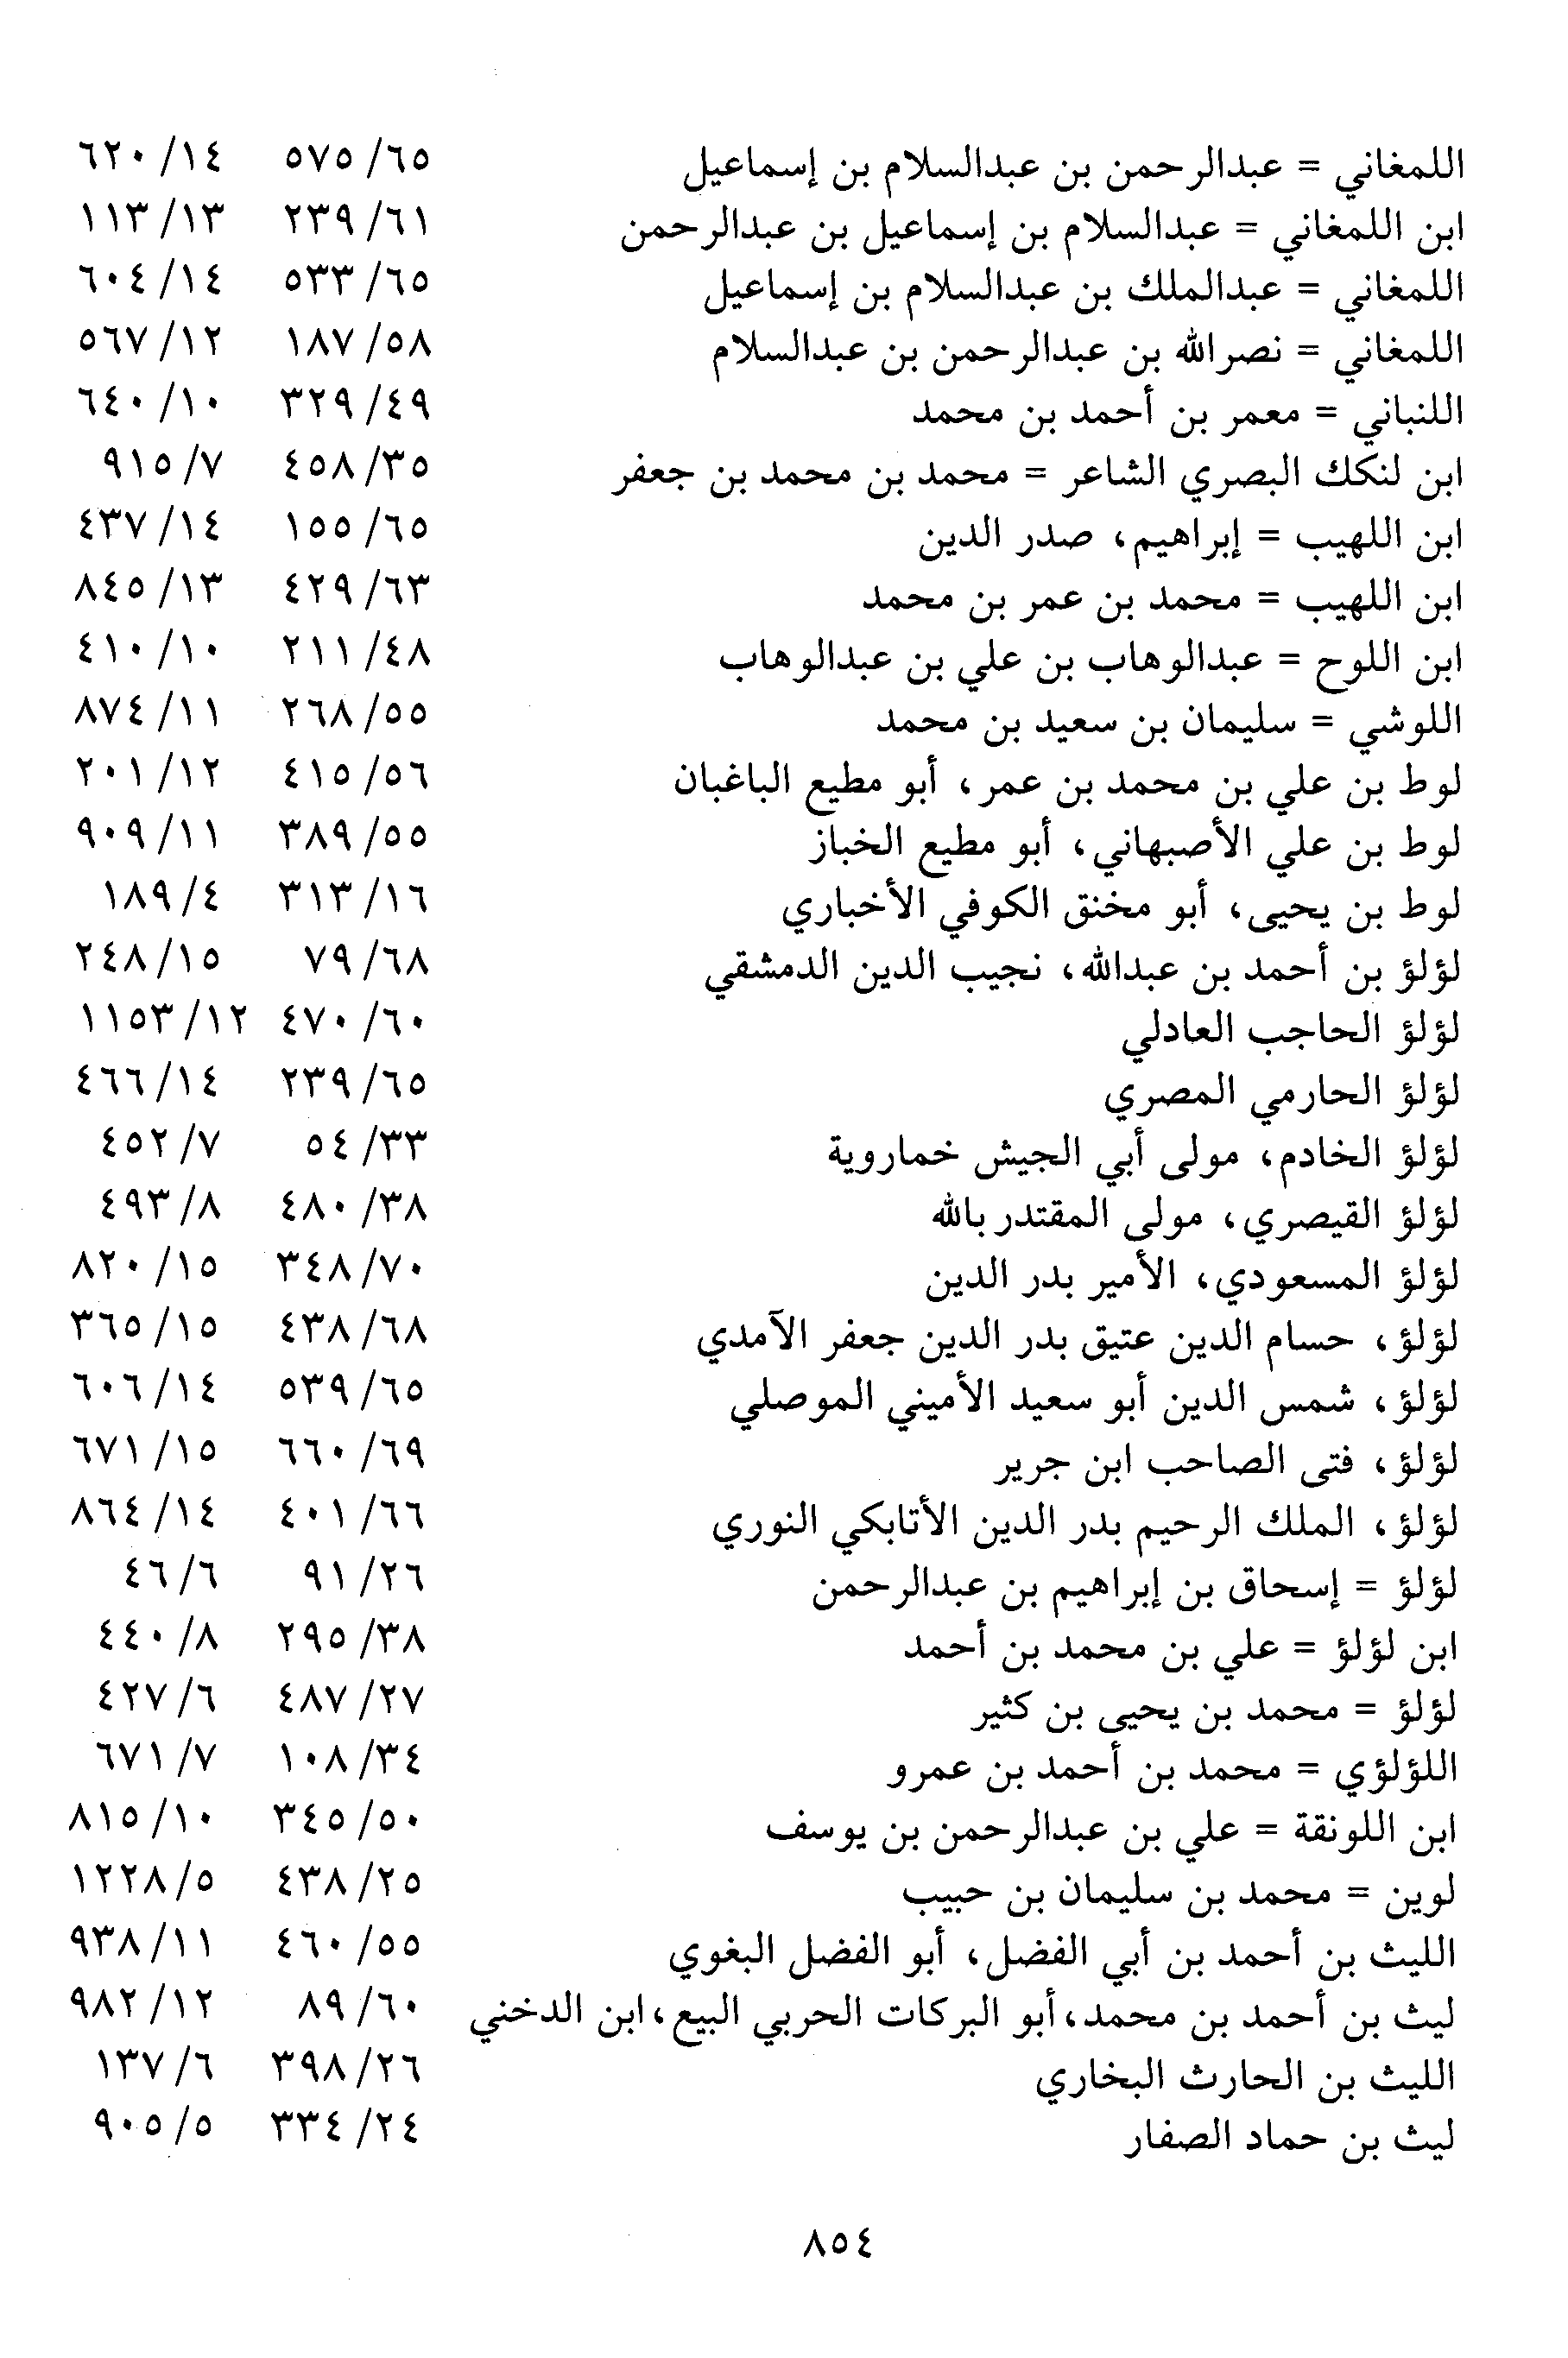 اللمغاني = عبدالرحمن بن عبدالسلام بن إسماعيل ٦٥/ ٥٧٥ ١٤/ ٦٢٠
ابن اللمغاني = عبدالسلام بن إسماعيل بن عبدالرحمن ٦١/ ٢٣٩ ١٣/ ١١٣
اللمغاني = عبدالملك بن عبدالسلام بن إسماعيل ٦٥/ ٥٣٣ ١٤/ ٦٠٤
اللمغاني = نصرالله بن عبدالرحمن بن عبدالسلام ٥٨/ ١٨٧ ١٢/ ٥٦٧
اللنباني = معمر بن أحمد بن محمد ٤٩/ ٣٢٩ ١٠/ ٦٤٠
ابن لنكك البصري الشاعر = محمد بن محمد بن جعفر ٣٥/ ٤٥٨ ٧/ ٩١٥
ابن اللهيب = إبراهيم، صدر الدين ٦٥/ ١٥٥ ١٤/ ٤٣٧
ابن اللهيب = محمد بن عمر بن محمد ٦٣/ ٤٢٩ ١٣/ ٨٤٥
ابن اللوح = عبدالوهاب بن علي بن عبدالوهاب ٤٨/ ٢١١ ١٠/ ٤١٠
اللوشي = سليمان بن سعيد بن محمد ٥٥/ ٢٦٨ ١١/ ٨٧٤
لوط بن علي بن محمد بن عمر، أبو مطيع الباغبان ٥٦/ ٤١٥ ١٢/ ٢٠١
لوط بن علي الأصبهاني، أبو مطيع الخباز ٥٥/ ٣٨٩ ١١/ ٩٠٩
لوط بن يحيى، أبو مخنق الكوفي الأخباري ١٦/ ٣١٣ ٤/ ١٨٩
لؤلؤ بن أحمد بن عبدالله، نجيب الدين الدمشقي ٦٨/ ٧٩ ١٥/ ٢٤٨
لؤلؤ الحاجب العادلي ٦٠/ ٤٧٠ ١٢/ ١١٥٣
لؤلؤ الحارمي المصري ٦٥/ ٢٣٩ ١٤/ ٤٦٦
لؤلؤ الخادم، مولى أبي الجيش خماروية ٣٣/ ٥٤ ٧/ ٤٥٢
لؤلؤ القيصري، مولى المقتدر بالله ٣٨/ ٤٨٠ ٨/ ٤٩٣
لؤلؤ المسعودي، الأمير بدر الدين ٧٠/ ٣٤٨ ١٥/ ٨٢٠
لؤلؤ، حسام الدين عتيق بدر الدين جعفر الآمدي ٦٨/ ٤٣٨ ١٥/ ٣٦٥
لؤلؤ، شمس الدين أبو سعيد الأميني الموصلي ٦٥/ ٥٣٩ ١٤/ ٦٠٦
لؤلؤ، فتى الصاحب ابن جرير ٦٩/ ٦٦٠ ١٥/ ٦٧١
لؤلؤ، الملك الرحيم بدر الدين الأتابكي النوري ٦٦/ ٤٠١ ١٤/ ٨٦٤
لؤلؤ = إسحاق بن إبراهيم بن عبدالرحمن ٢٦/ ٩١ ٦/ ٤٦
ابن لؤلؤ = علي بن محمد بن أحمد ٣٨/ ٢٩٥ ٨/ ٤٤٠
لؤلؤ = محمد بن يحيى بن كثير ٢٧/ ٤٨٧ ٦/ ٤٢٧
اللؤلؤي = محمد بن أحمد بن عمرو ٣٤/ ١٠٨ ٧/ ٦٧١
ابن اللونقة = علي بن عبدالرحمن بن يوسف ٥٠/ ٣٤٥ ١٠/ ٨١٥
لوين = محمد بن سليمان بن حبيب ٢٥/ ٤٣٨ ٥/ ١٢٢٨
الليث بن أحمد بن أبي الفضل، أبو الفضل البغوي ٥٥/ ٤٦٠ ١١/ ٩٣٨
ليث بن أحمد بن محمد، أبو البركات الحربي البيع، ابن الدخني ٦٠/ ٨٩ ١٢/ ٩٨٢
الليث بن الحارث البخاري ٢٦/ ٣٩٨ ٦/ ١٣٧
ليث بن حماد الصفار ٢٤/ ٣٣٤ ٥/ ٩٠٥
٨٥٤